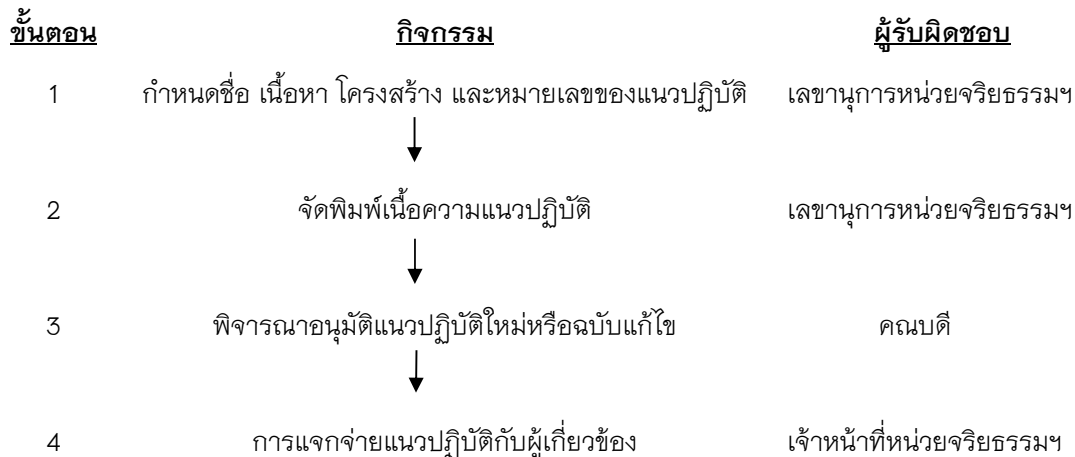 ขั้นตอน กิจกรรม ผู้รับผิดชอบ
1 กำหนดชื่อ เนื้อหา โครงสร้าง และหมายเลขของแนวปฏิบัติ เลขานุการหน่วยจริยธรรมฯ
2 จัดพิมพ์เนื้อความแนวปฏิบัติ เลขานุการหน่วยจริยธรรมฯ
3 พิจารณาอนุมัติแนวปฏิบัติใหม่หรือฉบับแก้ไข คณบดี
4 การแจกจ่ายแนวปฏิบัติกับผู้เกี่ยวข้อง เจ้าหน้าที่หน่วยจริยธรรมฯ